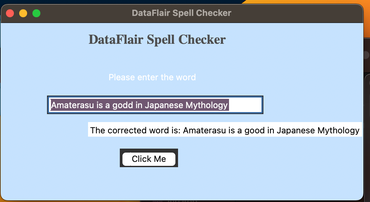 DataFlair Spell Checker
DataFlair Spell Checker
Please enter the word
Amaterasu is a godd in Japanese Mythology
The corrected word is: Amaterasu is a good in Japanese Mythology
Click Me